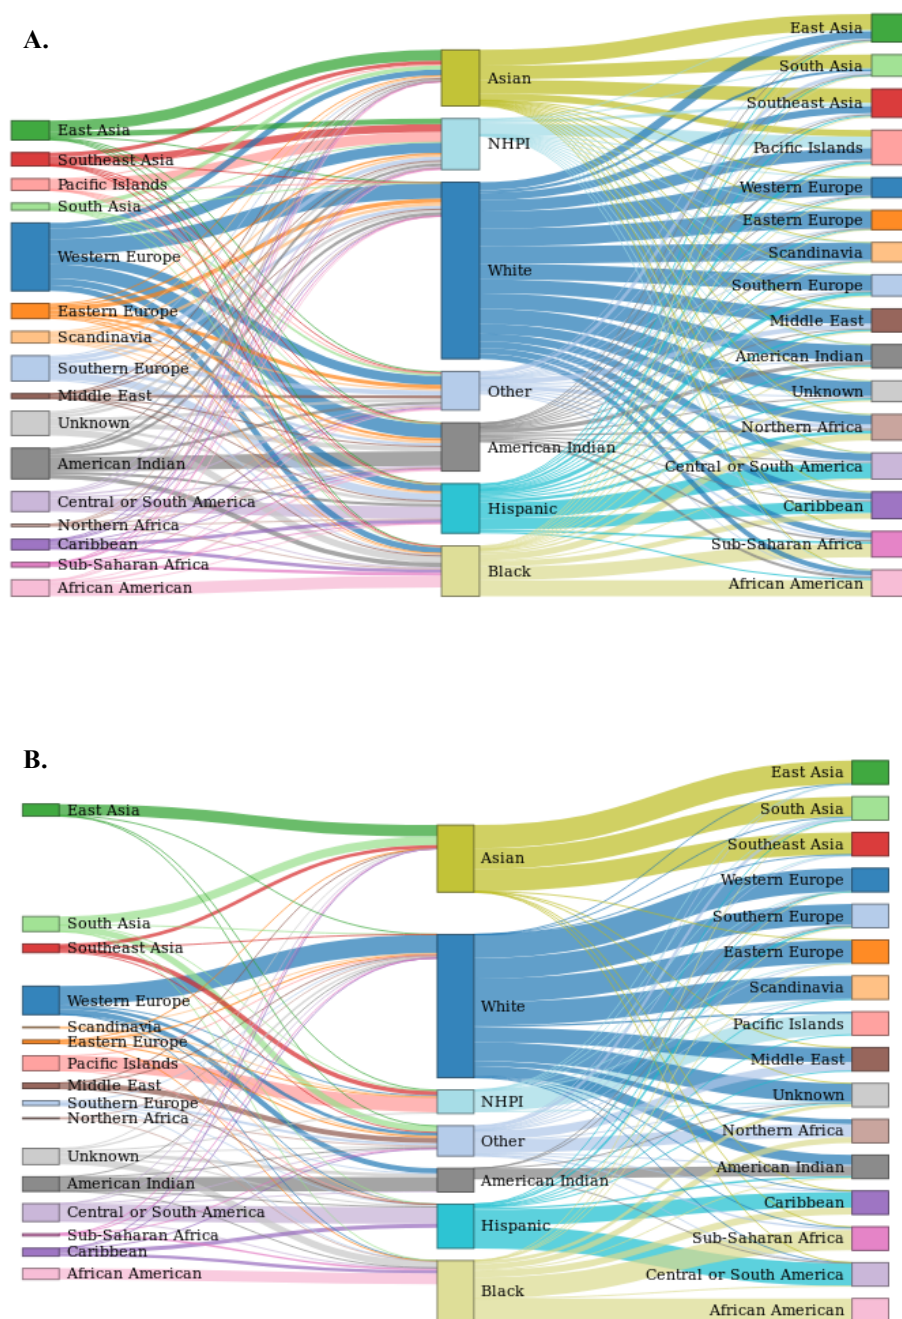 A.
East Asia
Southeast Asia
Pacific Islands
South Asia
Western Europe
Eastern Europe
Scandinavia
Southern Europe
Middle East
Unknown
American Indian
Central or South America
Northern Africa
Caribbean
Sub-Saharan Africa
African American
Asian
NHPI
White
Other
American Indian
Hispanic
Black
East Asia
South Asia
Southeast Asia
Pacific Islands
Western Europe
Eastern Europe
Scandinavia
Southern Europe
Middle East
American Indian
Unknown
Northern Africa
Central or South America
Caribbean
Sub-Saharan Africa
African American
B.
East Asia
South Asia
Southeast Asia
Western Europe
Scandinavia
Eastern Europe
Pacific Islands
Middle East
Southern Europe
Northern Africa
Unknown
American Indian
Central or South America
Sub-Saharan Africa
Caribbean
African American
Asian
White
NHPI
Other
American Indian
Hispanic
Black
East Asia
South Asia
Southeast Asia
Western Europe
Southern Europe
Eastern Europe
Scandinavia
Pacific Islands
Middle East
Unknown
Northern Africa
American Indian
Caribbean
Sub-Saharan Africa
Central or South America
African American